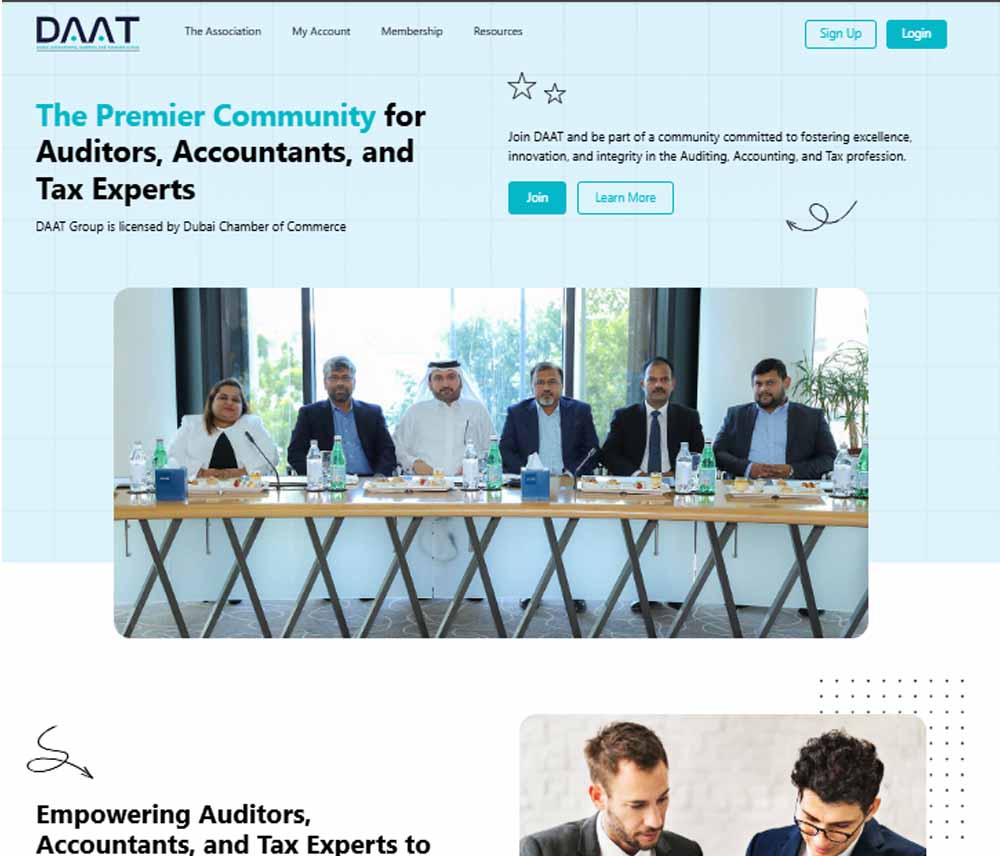 DAAT
The Association My Account Membership Resources Sign Up Login
The Premier Community for
Auditors, Accountants, and
Tax Experts
DAAT Group is licensed by Dubai Chamber of Commerce
Join DAAT and be part of a community committed to fostering excellence,
innovation, and integrity in the Auditing, Accounting, and Tax profession.
Join Learn More
Empowering Auditors,
Accountants, and Tax Experts to